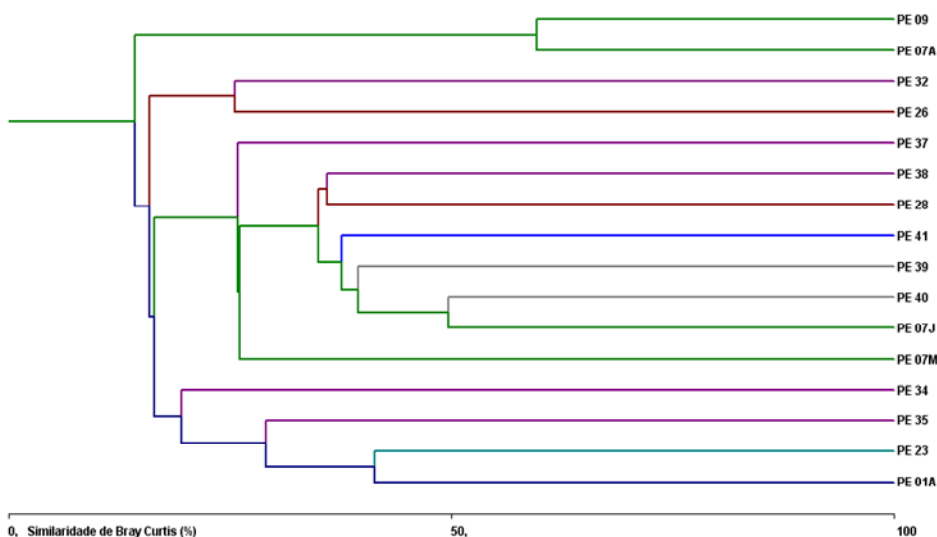 PE 09
PE 07A
PE 32
PE 26
PE 37
PE 38
PE 28
PE 41
PE 39
PE 40
PE 07J
PE 07M
PE 34
PE 35
PE 23
PE 01A
0, Similaridade de Bray Curtis (%) 50, 100